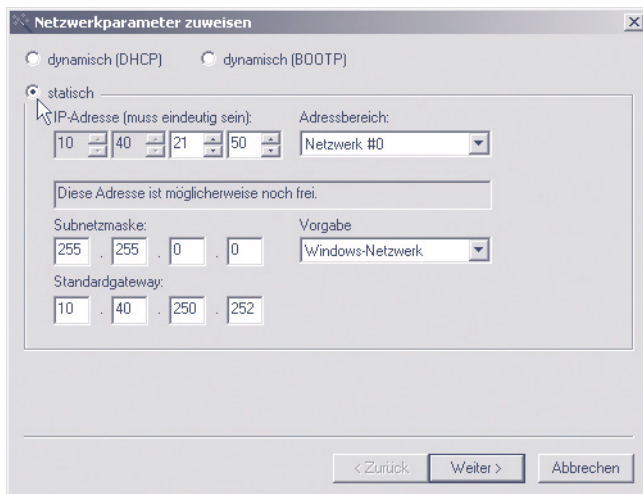 Netzwerkparameter zuweisen
dynamisch (DHCP) dynamisch (BOOTP)
statisch
IP-Adresse (muss eindeutig sein): Adressbereich:
10 40 21 50 Netzwerk #0
Diese Adresse ist möglicherweise noch frei.
Subnetzmaske: Vorgabe
255 . 255 . 0 . 0 Windows-Netzwerk
Standardgateway:
10 . 40 . 250 . 252
< Zurück Weiter > Abbrechen